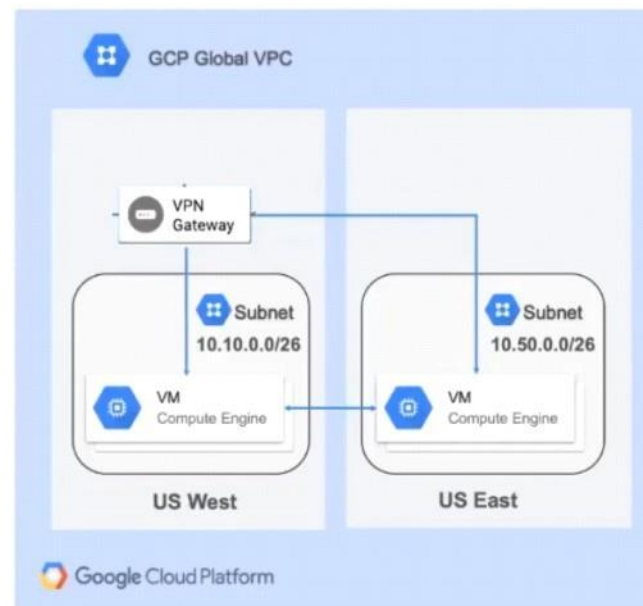 GCP Global VPC
VPN
Gateway
Subnet
10.10.0.0/26
VM
Compute Engine
US West
Subnet
10.50.0.0/26
VM
Compute Engine
US East
Google Cloud Platform